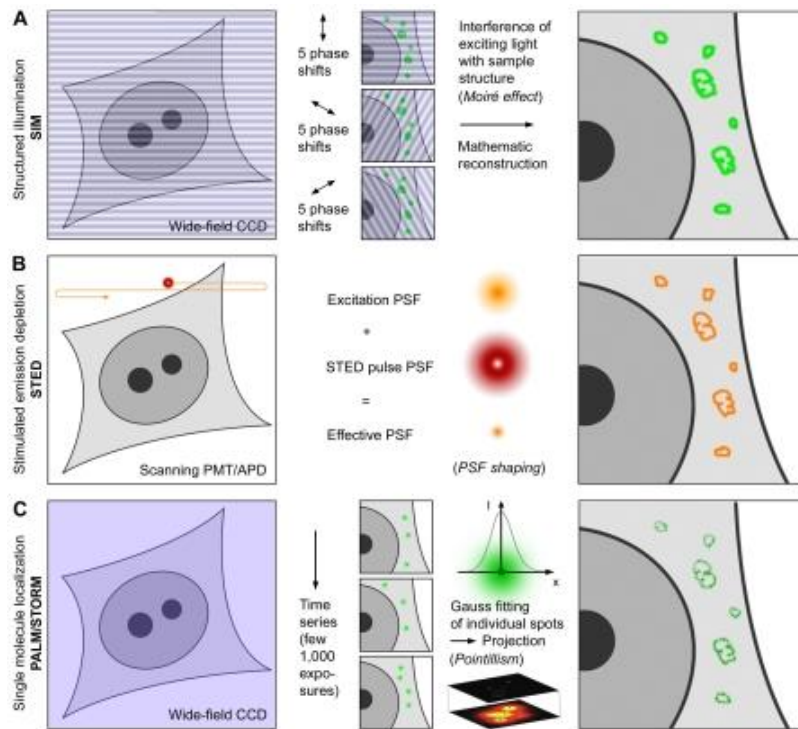 A
Structured illumination
SIM
Wide-field CCD
5 phase
shifts
5 phase
shifts
5 phase
shifts
Interference of
exciting light
with sample
structure
(Moiré effect)
Mathematic
reconstruction
B
Stimulated emission depletion
STED
Scanning PMT/APD
Excitation PSF
+
STED pulse PSF
=
Effective PSF
(PSF shaping)
C
Single molecule localization
PALM/STORM
Wide-field CCD
Time
series
(few
1,000
expo-
sures)
I
x
Gauss fitting
of individual spots
Projection
(Pointillism)